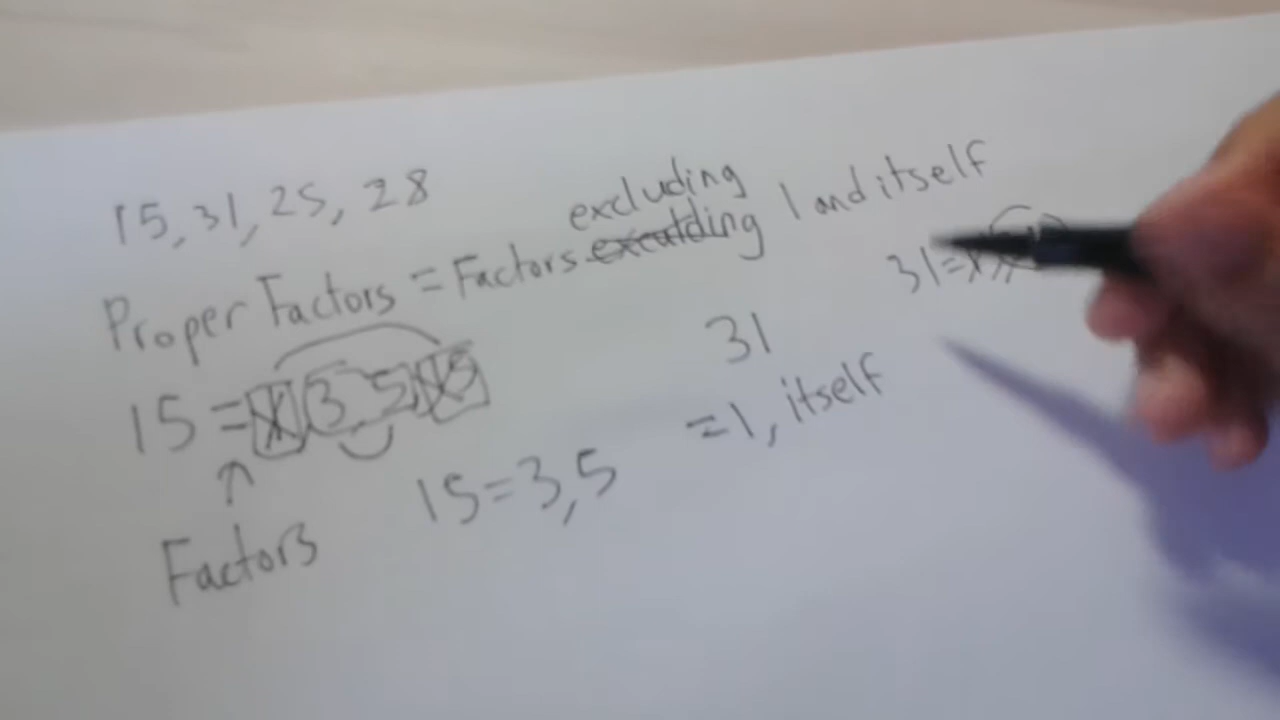 15, 31, 25, 28
excluding
Proper Factors = Factors excluding 1 and itself
31 =
15 = 1 3, 5 15
31
= 1, itself
15 = 3, 5
Factors